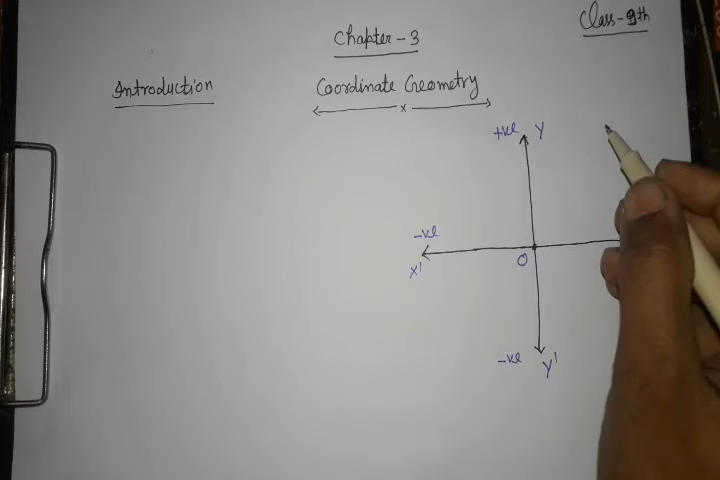 Class-9th
Chapter-3
Introduction
Coordinate Geometry
x
+ve Y
-ve
X'
O
-ve Y'